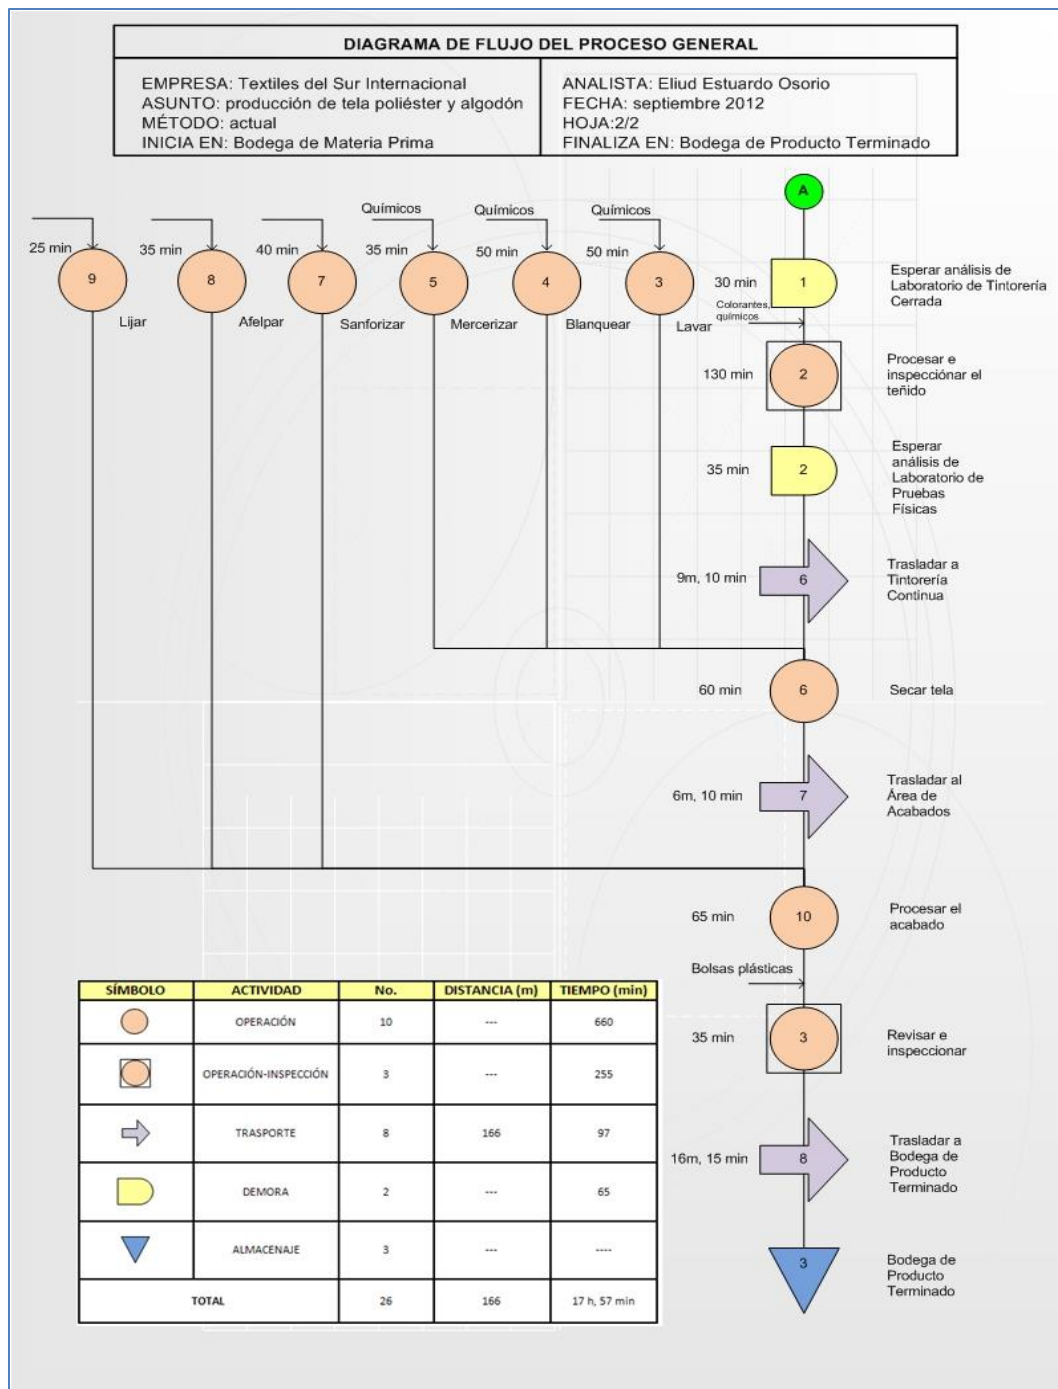 DIAGRAMA DE FLUJO DEL PROCESO GENERAL
EMPRESA: Textiles del Sur Internacional
ASUNTO: producción de tela poliéster y algodón
MÉTODO: actual
INICIA EN: Bodega de Materia Prima
ANALISTA: Eliud Estuardo Osorio
FECHA: septiembre 2012
HOJA:2/2
FINALIZA EN: Bodega de Producto Terminado
A
25 min
9
Lijar
35 min
8
Afelpar
40 min
7
Sanforizar
Químicos
35 min
5
Mercerizar
Químicos
50 min
4
Blanquear
Químicos
50 min
3
Lavar
30 min
1
Esperar análisis de
Laboratorio de Tintorería
Cerrada
Colorantes,
químicos
130 min
2
Procesar e
inspecciónar el
teñido
35 min
2
Esperar
análisis de
Laboratorio de
Pruebas
Físicas
9m, 10 min
6
Trasladar a
Tintorería
Continua
60 min
6
Secar tela
6m, 10 min
7
Trasladar al
Área de
Acabados
65 min
10
Procesar el
acabado
Bolsas plásticas
35 min
3
Revisar e
inspeccionar
16m, 15 min
8
Trasladar a
Bodega de
Producto
Terminado
3
Bodega de
Producto
Terminado
SÍMBOLO ACTIVIDAD No. DISTANCIA (m) TIEMPO (min)
OPERACIÓN 10 --- 660
OPERACIÓN-INSPECCIÓN 3 --- 255
TRASPORTE 8 166 97
DEMORA 2 --- 65
ALMACENAJE 3 --- ----
TOTAL 26 166 17 h, 57 min